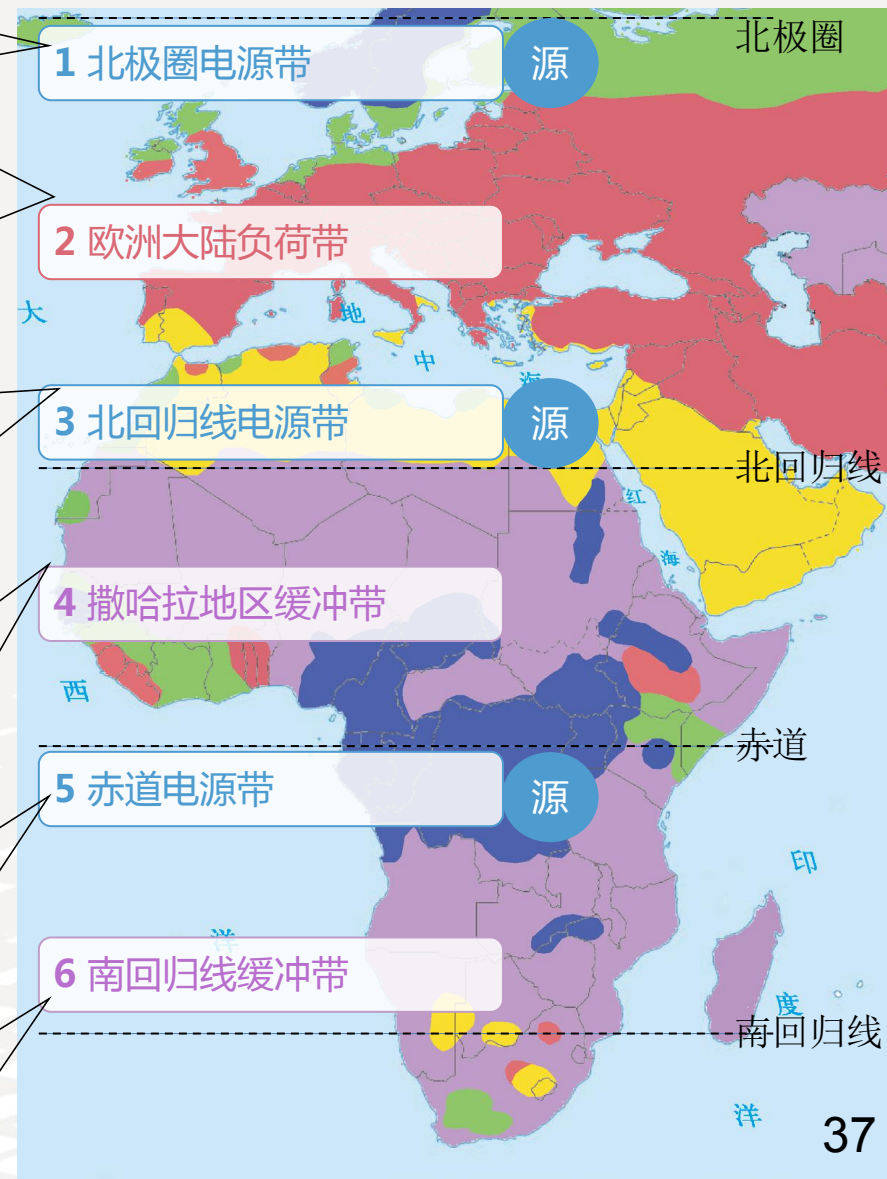 北极圈
1 北极圈电源带
源
2 欧洲大陆负荷带
大
地
中
海
3 北回归线电源带
源
北回归线
红
海
4 撒哈拉地区缓冲带
西
赤道
5 赤道电源带
源
印
洋
6 南回归线缓冲带
度
南回归线
洋
37